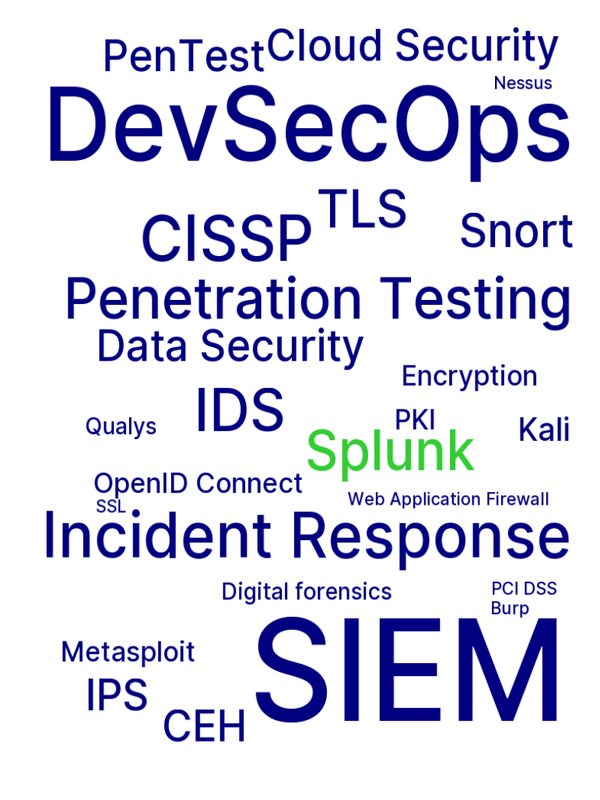 PenTest
Cloud Security
Nessus
DevSecOps
TLS
CISSP
Snort
Penetration Testing
Data Security
Encryption
IDS
PKI
Qualys
Kali
Splunk
OpenID Connect
Web Application Firewall
SSL
Incident Response
Digital forensics
PCI DSS
Burp
SIEM
Metasploit
IPS
CEH